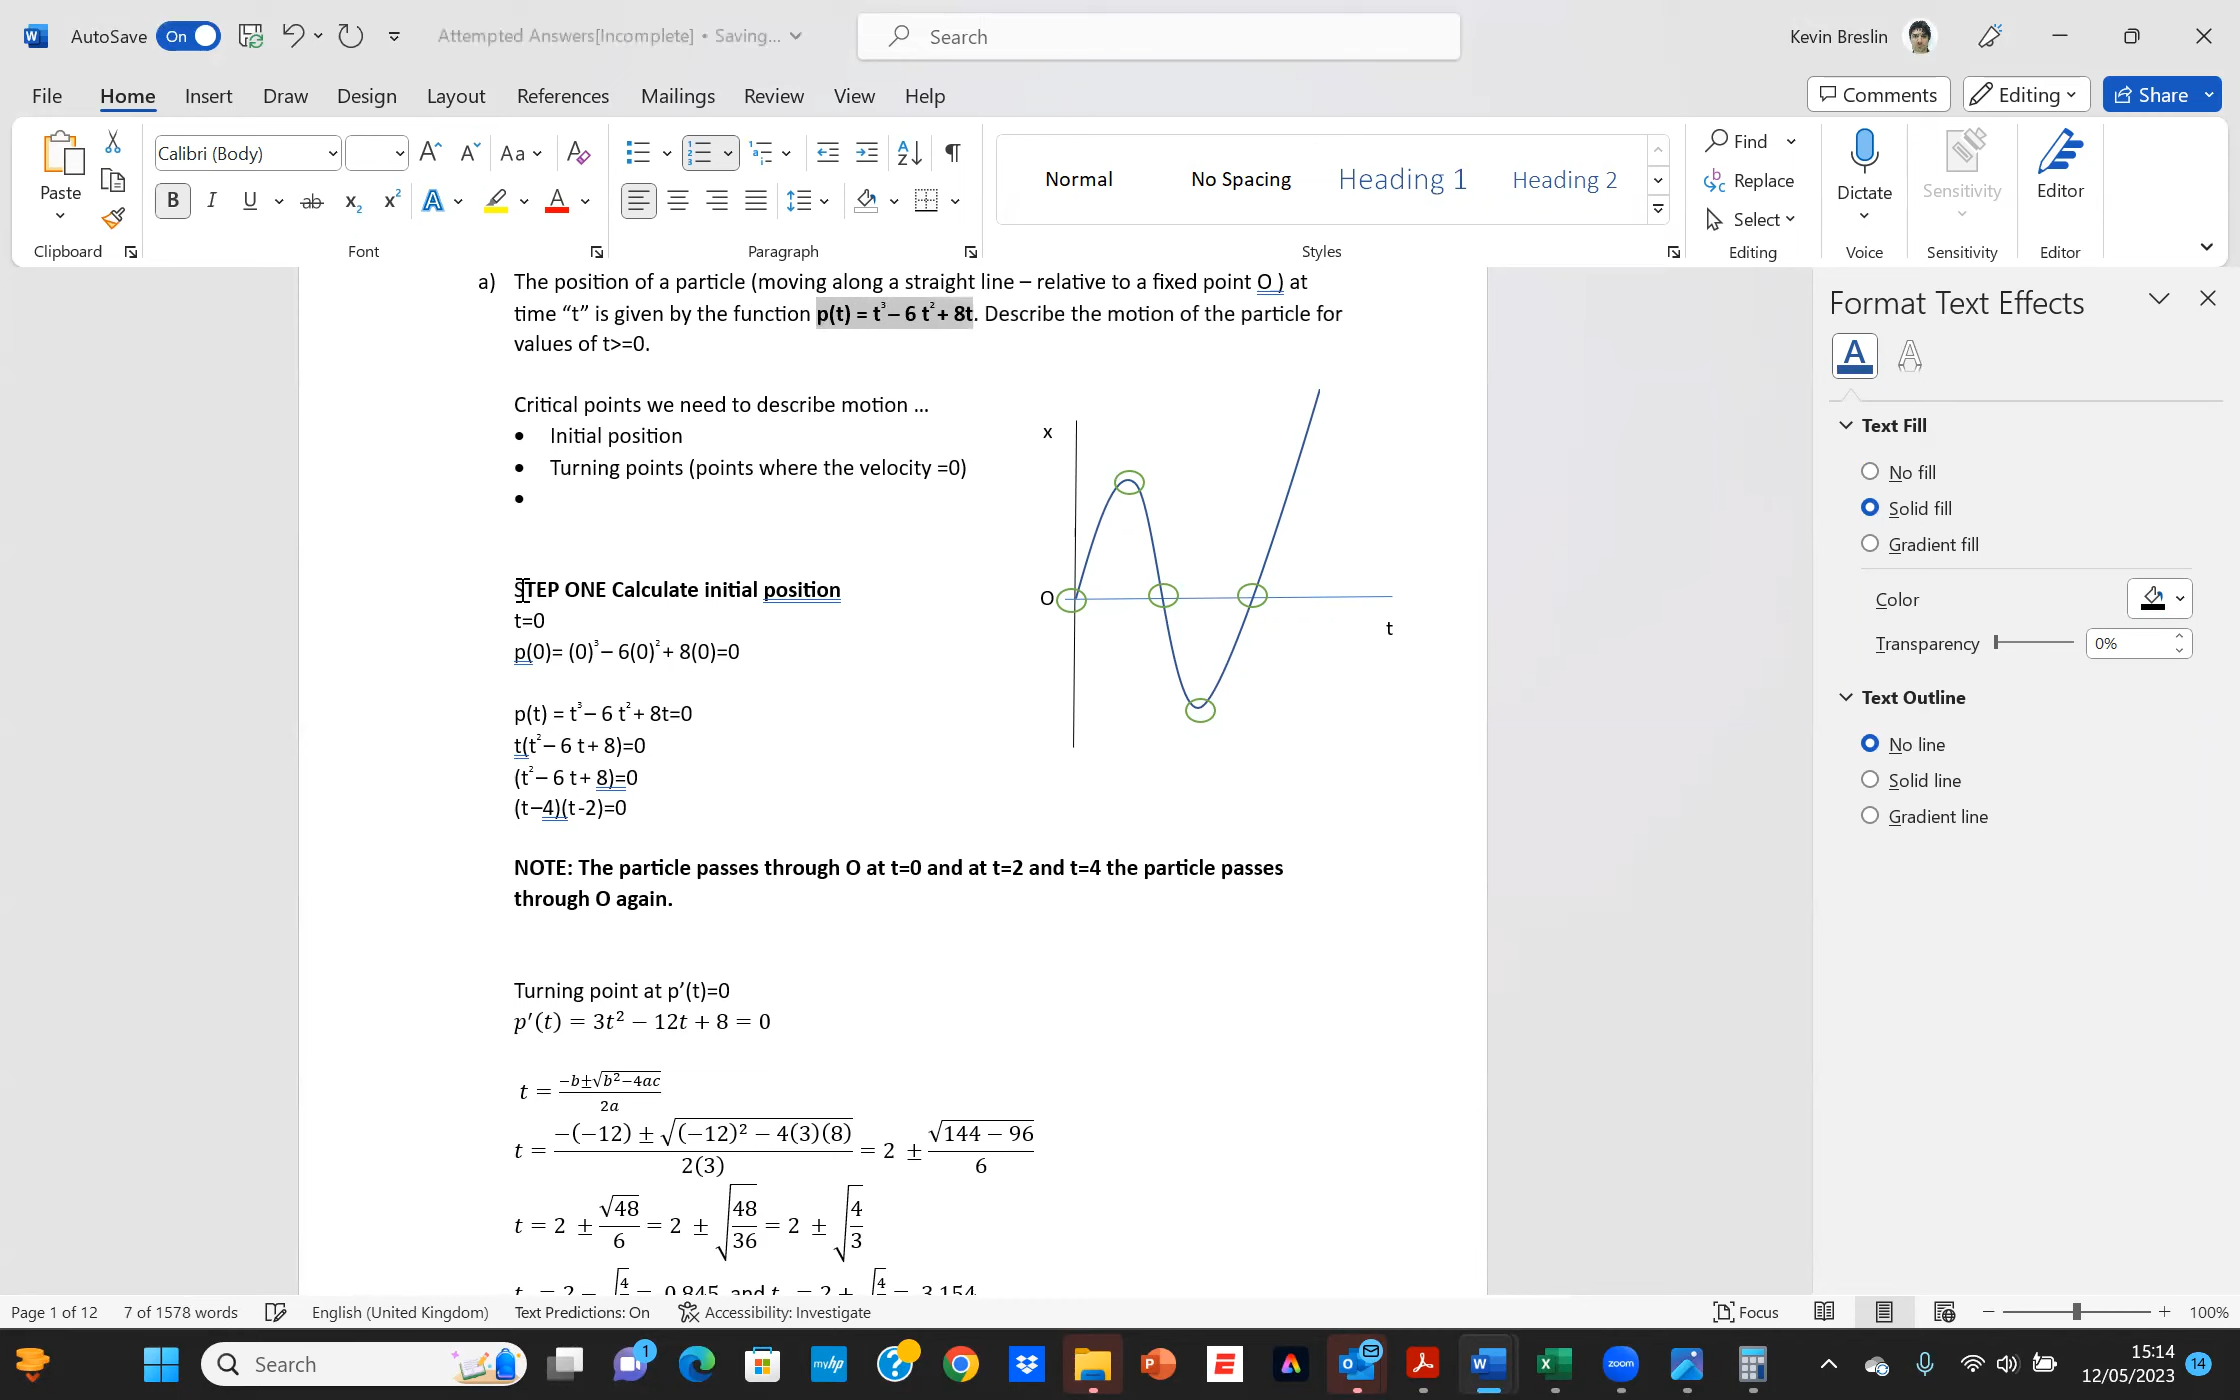 AutoSave On Attempted Answers[Incomplete] • Saving... Search Kevin Breslin
File Home Insert Draw Design Layout References Mailings Review View Help Comments Editing Share
Paste
Clipboard
Calibri (Body)
Font
Paragraph
Normal No Spacing Heading 1 Heading 2
Styles
Find
Replace
Select
Editing
Dictate
Voice
Sensitivity
Sensitivity
Editor
Editor
a) The position of a particle (moving along a straight line – relative to a fixed point O ) at
time “t” is given by the function p(t) = t³– 6 t²+ 8t. Describe the motion of the particle for
values of t>=0.
Critical points we need to describe motion ...
• Initial position
• Turning points (points where the velocity =0)
•
x
O
t
STEP ONE Calculate initial position
t=0
p(0)= (0)³– 6(0)²+ 8(0)=0
p(t) = t³– 6 t²+ 8t=0
t(t²– 6 t+ 8)=0
(t²– 6 t+ 8)=0
(t–4)(t-2)=0
NOTE: The particle passes through O at t=0 and at t=2 and t=4 the particle passes
through O again.
Turning point at p’(t)=0
p′(t) = 3t² − 12t + 8 = 0
t = (−b±√(b²−4ac))/2a
t = (−(−12) ± √((−12)² − 4(3)(8)))/2(3) = 2 ± √(144 − 96)/6
t = 2 ± √48/6 = 2 ± √(48/36) = 2 ± √(4/3)
Format Text Effects
Text Fill
No fill
Solid fill
Gradient fill
Color
Transparency 0%
Text Outline
No line
Solid line
Gradient line
Page 1 of 12 7 of 1578 words English (United Kingdom) Text Predictions: On Accessibility: Investigate Focus 100%
Search
15:14
12/05/2023
14